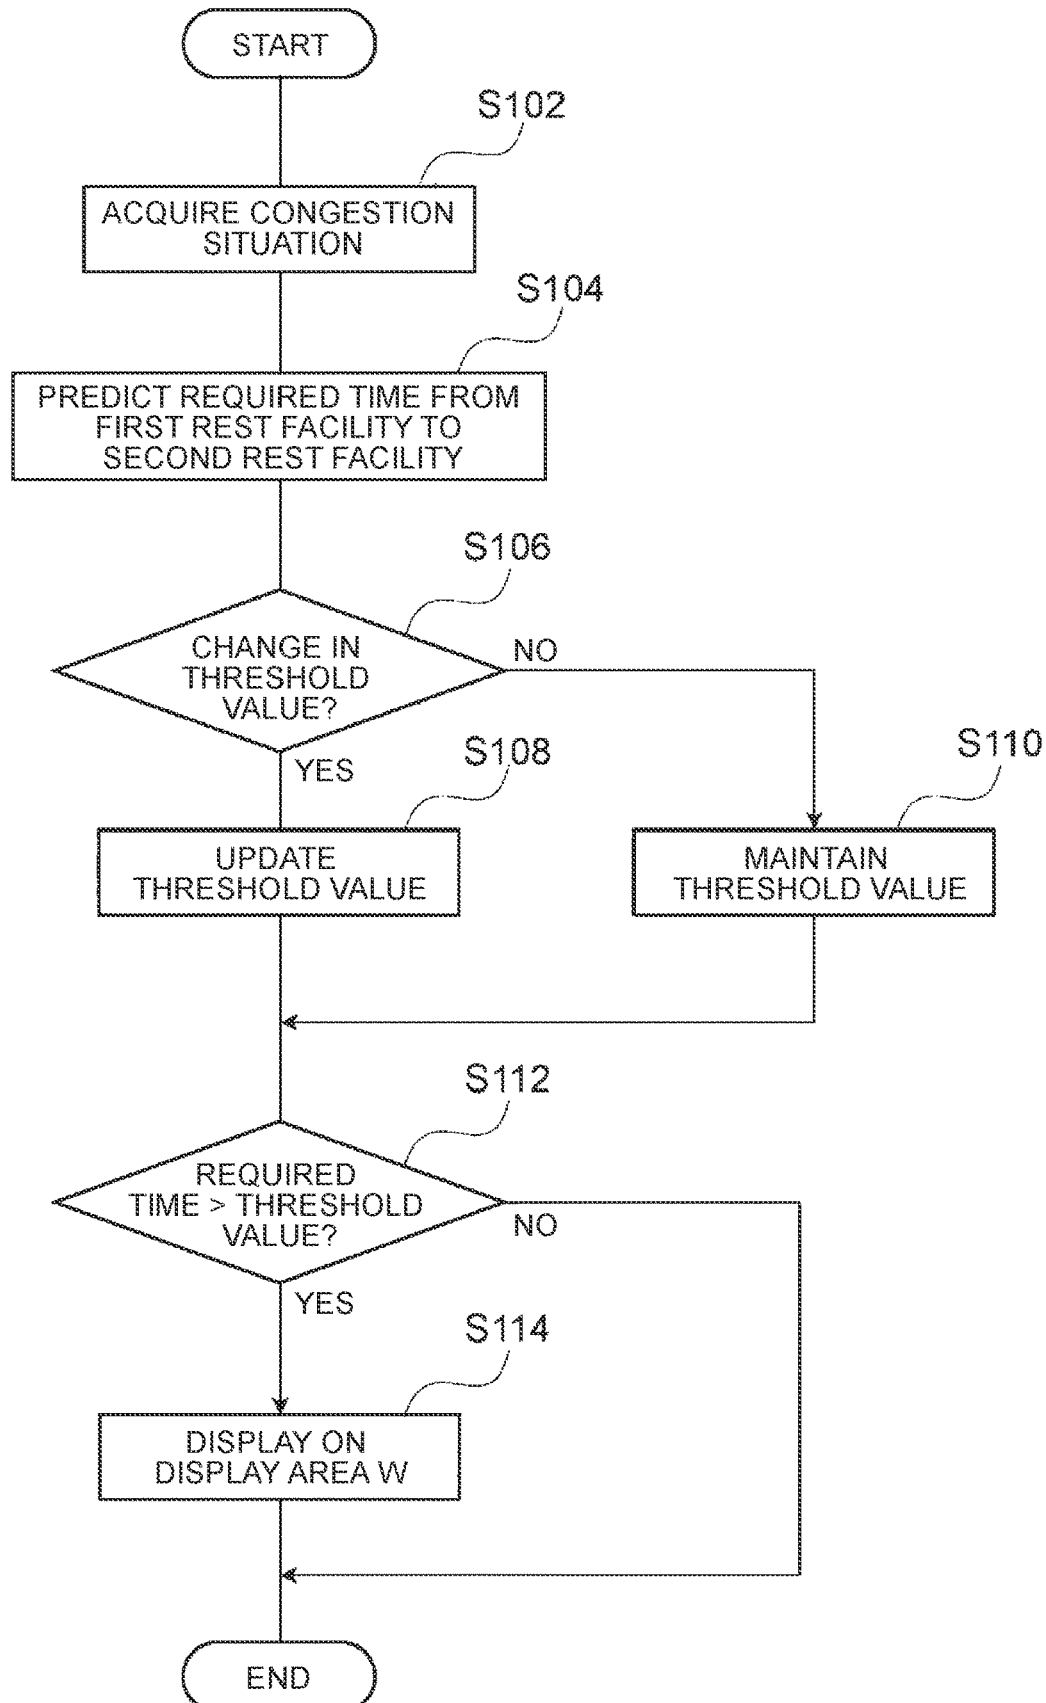 START
S102
ACQUIRE CONGESTION
SITUATION
S104
PREDICT REQUIRED TIME FROM
FIRST REST FACILITY TO
SECOND REST FACILITY
S106
CHANGE IN
THRESHOLD
VALUE?
NO
YES
S108
UPDATE
THRESHOLD VALUE
S110
MAINTAIN
THRESHOLD VALUE
S112
REQUIRED
TIME > THRESHOLD
VALUE?
NO
YES
S114
DISPLAY ON
DISPLAY AREA W
END